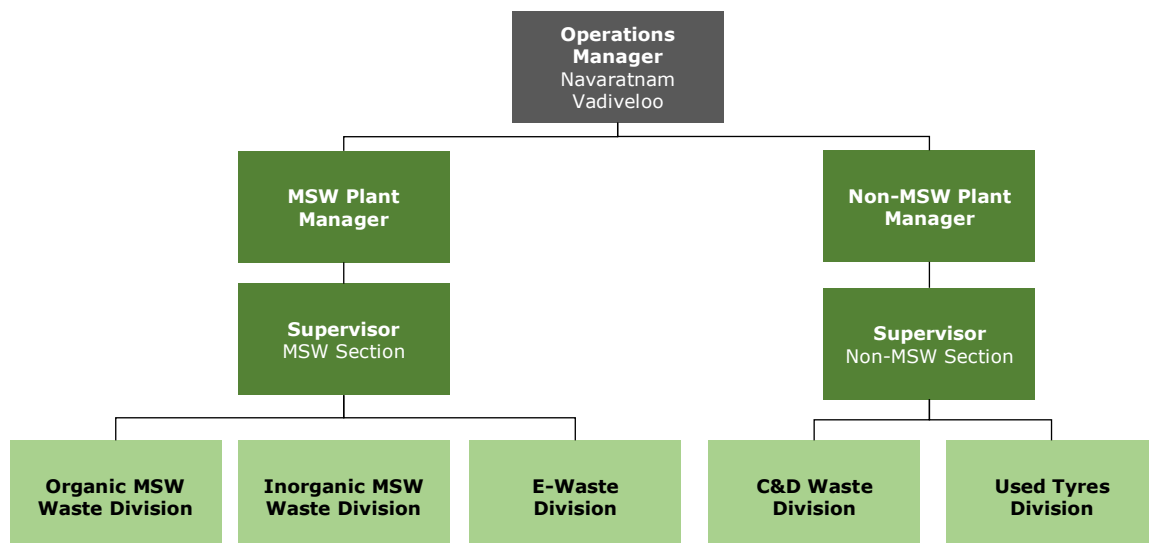 Operations
Manager
Navaratnam
Vadiveloo
MSW Plant
Manager
Non-MSW Plant
Manager
Supervisor
MSW Section
Supervisor
Non-MSW Section
Organic MSW
Waste Division
Inorganic MSW
Waste Division
E-Waste
Division
C&D Waste
Division
Used Tyres
Division